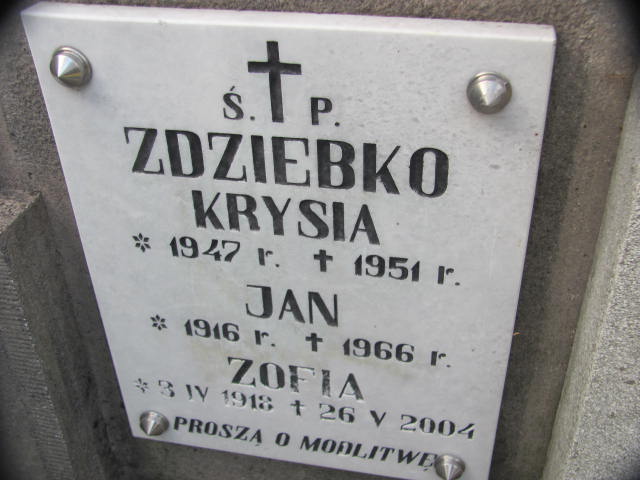 Ś. P.
ZDZIEBKO
KRYSIA
* 1947 r. † 1951 r.
JAN
* 1916 r. † 1966 r.
ZOFIA
* 3 IV 1918 † 26 V 2004
PROSZĄ O MODLITWĘ